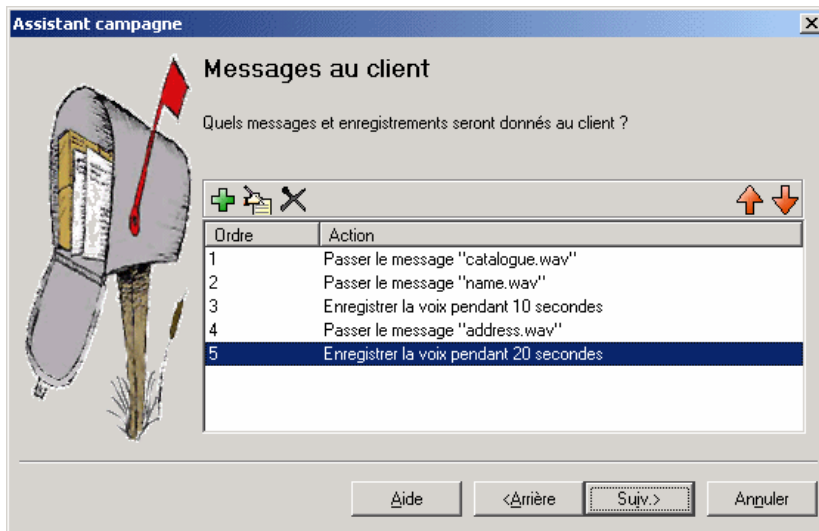 Assistant campagne
Messages au client
Quels messages et enregistrements seront donnés au client ?
Ordre Action
1 Passer le message "catalogue.wav"
2 Passer le message "name.wav"
3 Enregistrer la voix pendant 10 secondes
4 Passer le message "address.wav"
5 Enregistrer la voix pendant 20 secondes
Aide <Arrière Suiv.> Annuler